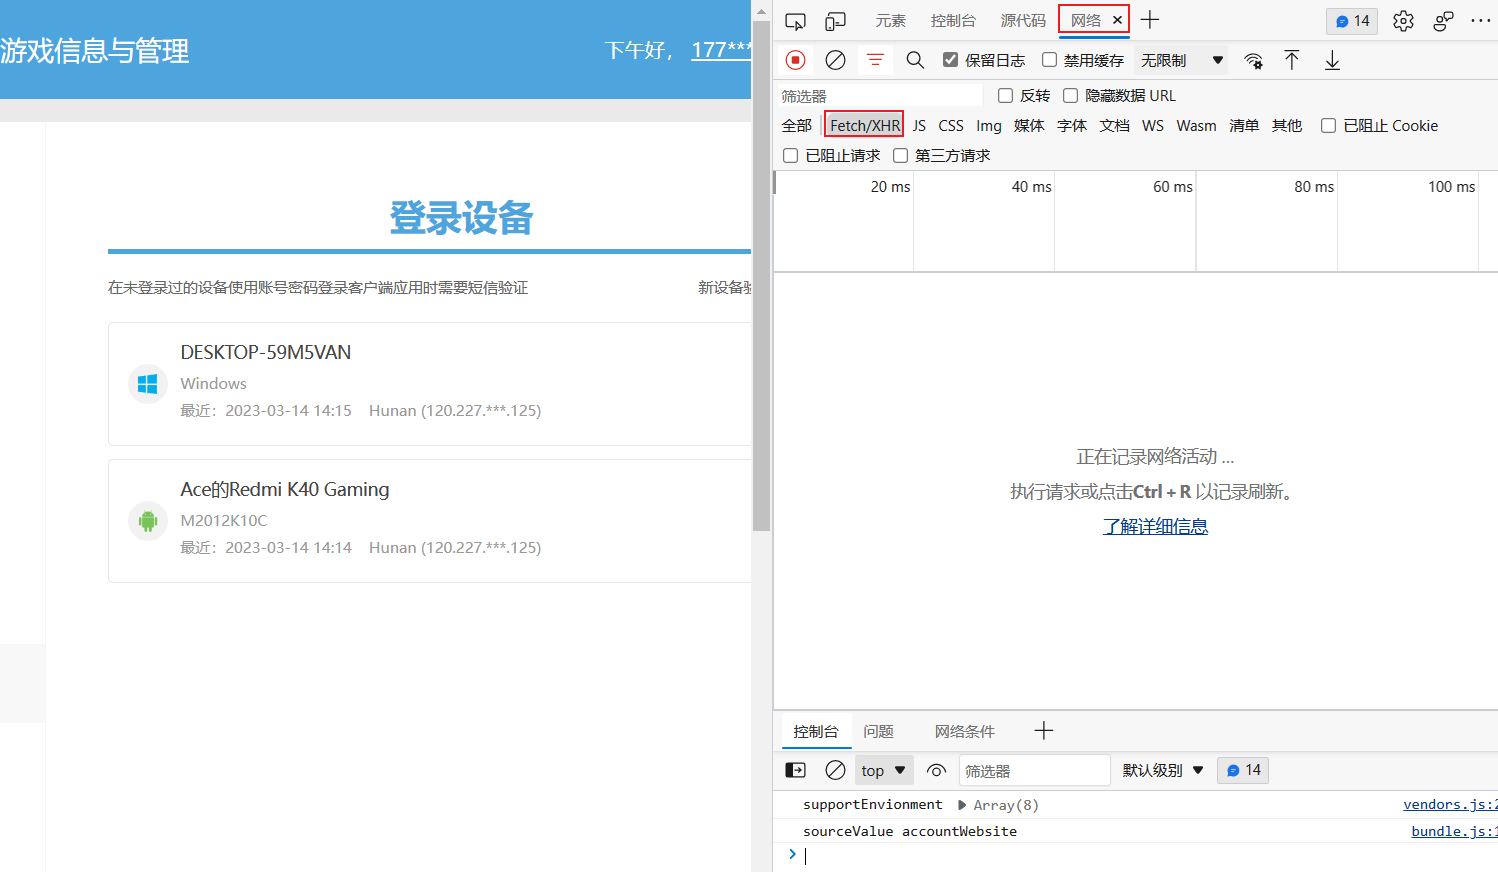 游戏信息与管理
下午好， 177***
登录设备
在未登录过的设备使用账号密码登录客户端应用时需要短信验证
新设备
DESKTOP-59M5VAN
Windows
最近：2023-03-14 14:15 Hunan (120.227.***.125)
Ace的Redmi K40 Gaming
M2012K10C
最近：2023-03-14 14:14 Hunan (120.227.***.125)
元素 控制台 源代码 网络 14
保留日志 禁用缓存 无限制
筛选器 反转 隐藏数据 URL
全部 Fetch/XHR JS CSS Img 媒体 字体 文档 WS Wasm 清单 其他 已阻止 Cookie
已阻止请求 第三方请求
20 ms 40 ms 60 ms 80 ms 100 ms
正在记录网络活动 ...
执行请求或点击Ctrl + R 以记录刷新。
了解详细信息
控制台 问题 网络条件
top 筛选器 默认级别 14
supportEnvionment Array(8) vendors.js:2
sourceValue accountWebsite bundle.js:1